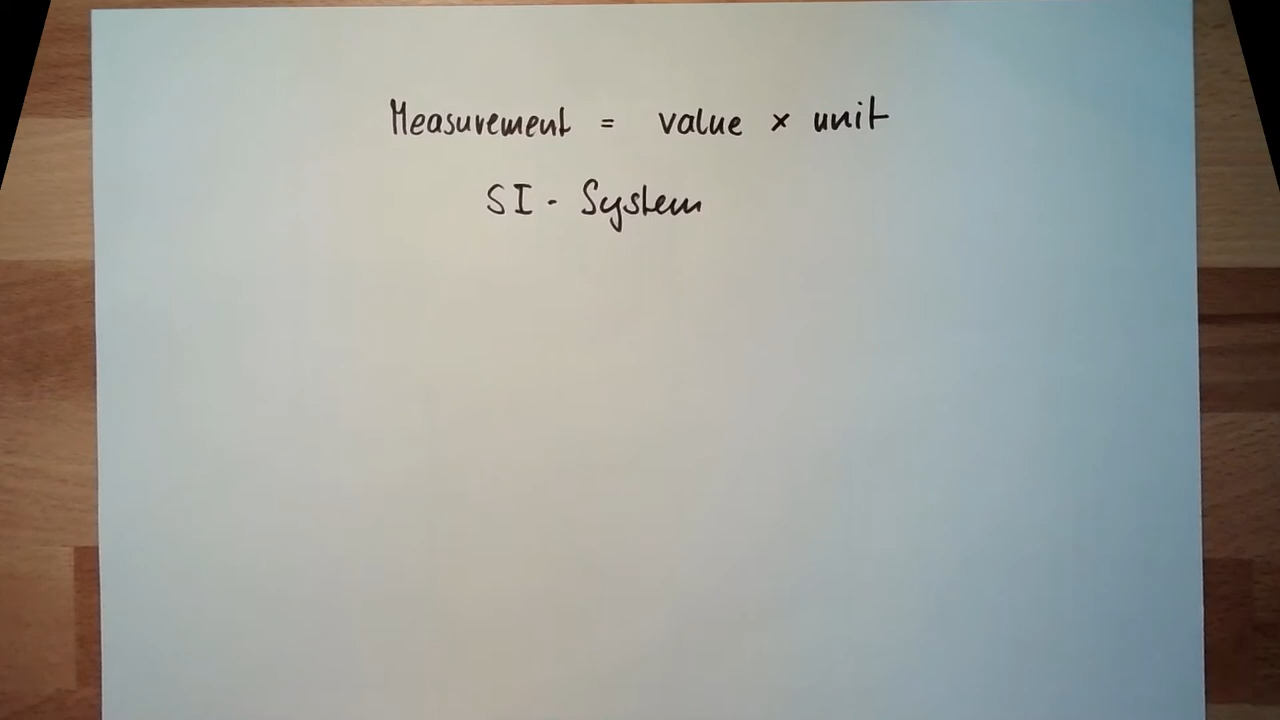 Measurement = value × unit
SI - System